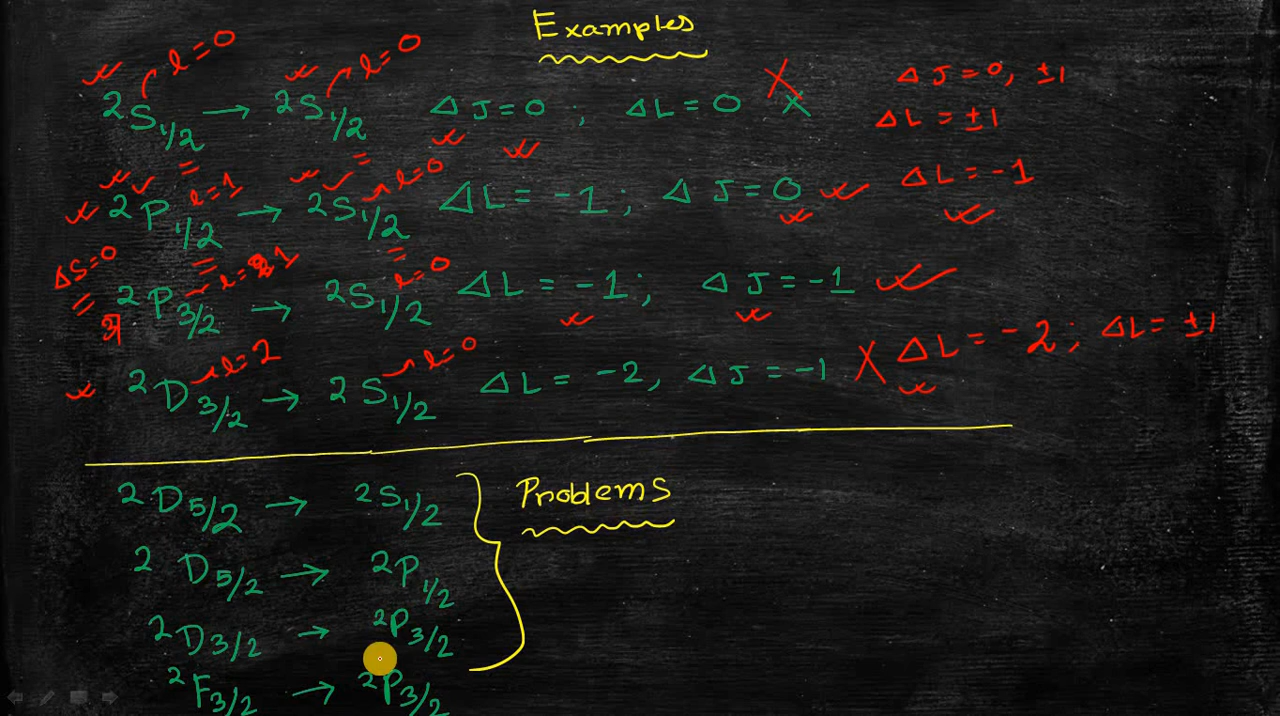 Examples
l=0 l=0
²S₁/₂ → ²S₁/₂ ΔJ=0 ; ΔL=0 X ΔJ=0, ±1
ΔL=±1
l=1 l=0
²P₁/₂ → ²S₁/₂ ΔL=-1 ; ΔJ=0 ΔL=-1
ΔS=0 l=1 l=0
²P₃/₂ → ²S₁/₂ ΔL=-1 ; ΔJ=-1
l=2 l=0
²D₃/₂ → ²S₁/₂ ΔL=-2, ΔJ=-1 X ΔL=-2 ; ΔL=±1
²D₅/₂ → ²S₁/₂ Problems
²D₅/₂ → ²P₁/₂
²D₃/₂ → ²P₃/₂
²F₃/₂ → ²P₃/₂